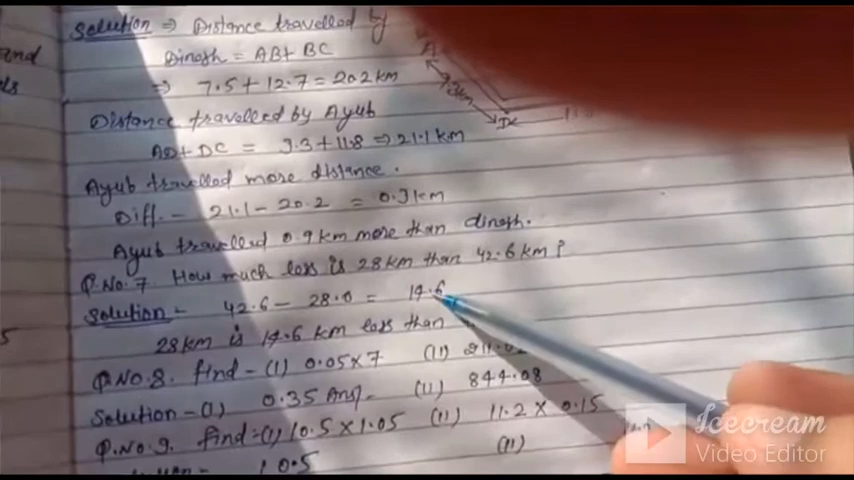 Solution ⇒ Distance travelled by
Dinesh = AB + BC
⇒ 7.5 + 12.7 = 20.2 km
Distance travelled by Ayub
AD + DC = 9.3 + 11.8 ⇒ 21.1 km
Ayub travelled more distance.
Diff. - 21.1 - 20.2 = 0.9 km
Ayub travelled 0.9 km more than dinesh.
Q.No. 7. How much less is 28 km than 42.6 km ?
Solution - 42.6 - 28.0 = 14.6
28 km is 14.6 km less than
Q.No. 8. find - (i) 0.05 × 7 (ii)
Solution - (i) 0.35 Ans. (ii) 844.08
Q.No. 9. find - (i) 10.5 × 1.05 (ii) 11.2 × 0.15
10.5 (ii)
and
A
Icecream
Video Editor